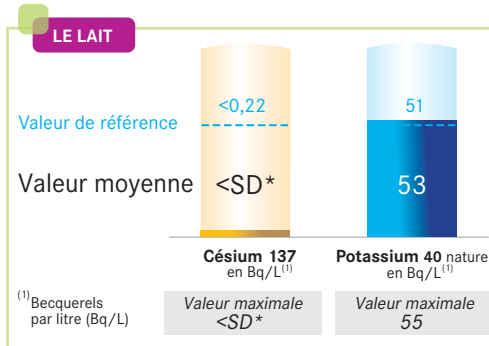 LE LAIT
Valeur de référence <0,22 51
Valeur moyenne <SD* 53
Césium 137 Potassium 40 nature
en Bq/L(1) en Bq/L(1)
(1) Becquerels
par litre (Bq/L)
Valeur maximale Valeur maximale
<SD* 55